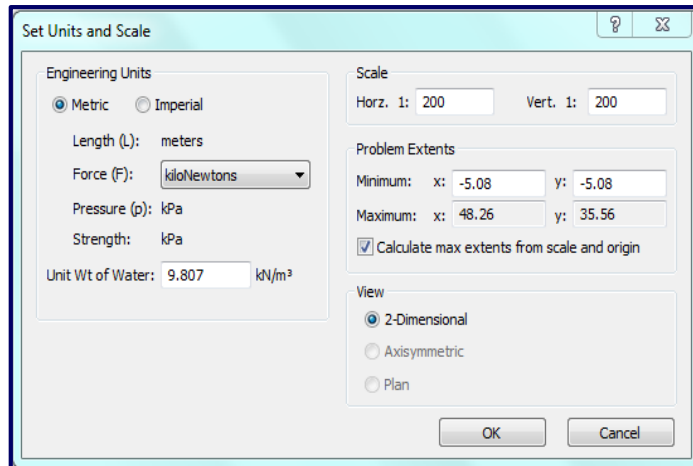 Set Units and Scale
?
Engineering Units
Metric
Imperial
Length (L): meters
Force (F): kiloNewtons
Pressure (p): kPa
Strength: kPa
Unit Wt of Water: 9.807 kN/m³
Scale
Horz. 1: 200 Vert. 1: 200
Problem Extents
Minimum: x: -5.08 y: -5.08
Maximum: x: 48.26 y: 35.56
Calculate max extents from scale and origin
View
2-Dimensional
Axisymmetric
Plan
OK
Cancel